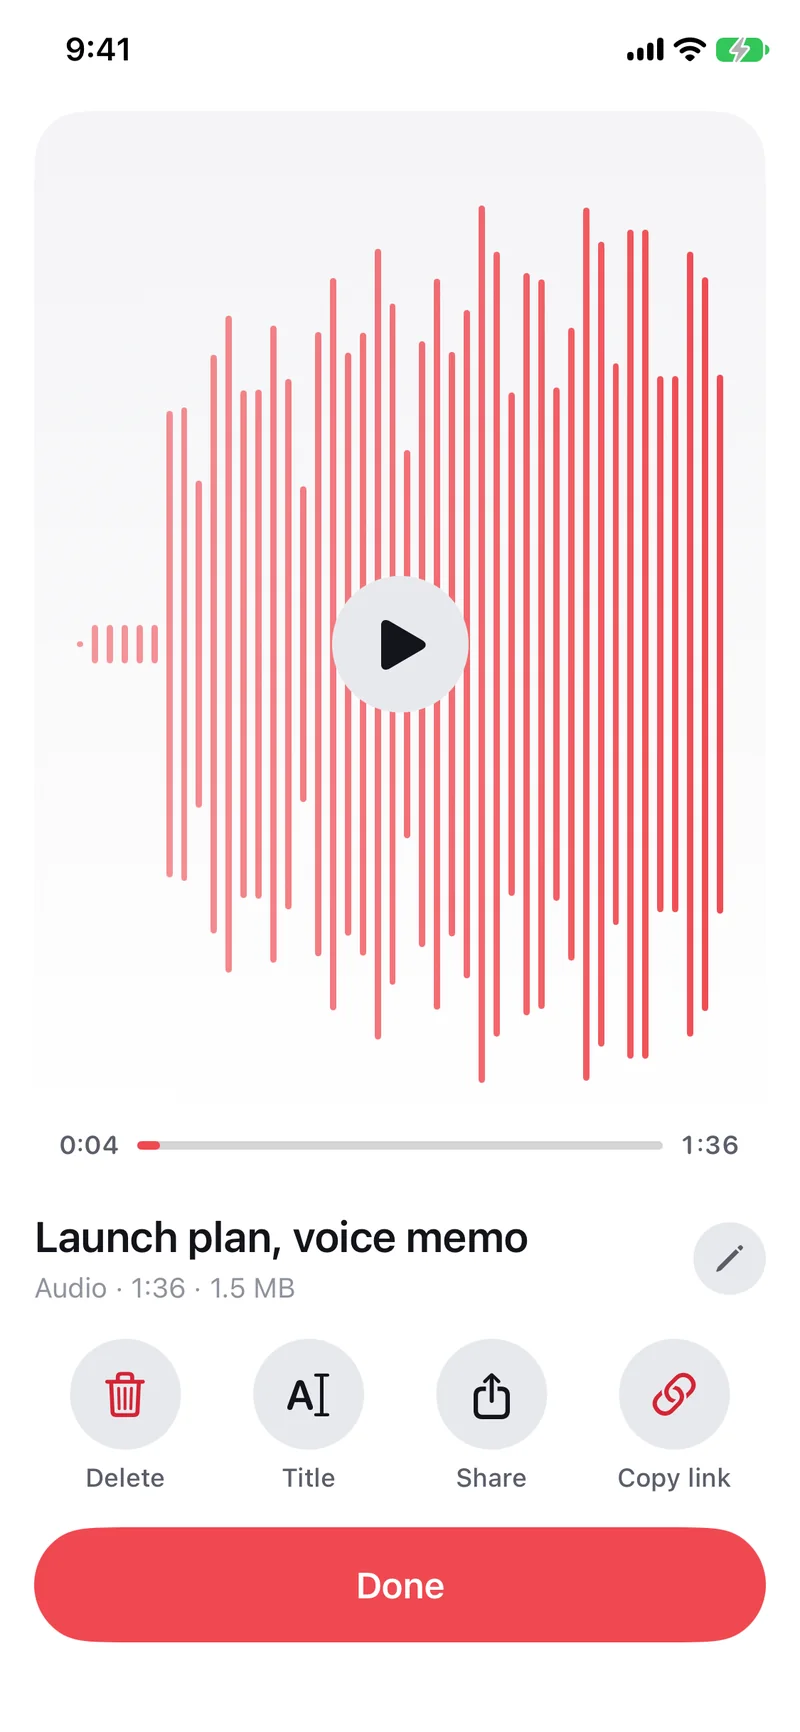 9:41
0:04 1:36
Launch plan, voice memo
Audio · 1:36 · 1.5 MB
A
Delete Title Share Copy link
Done